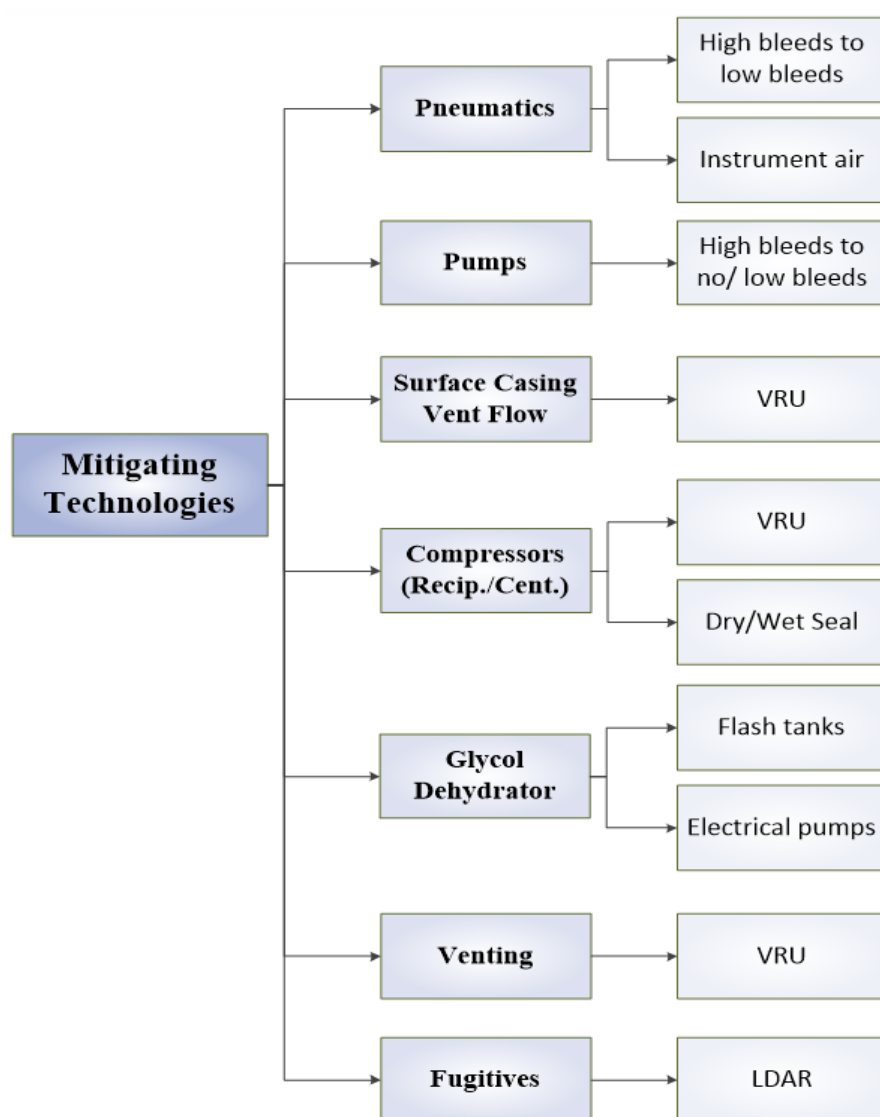 Mitigating
Technologies
Pneumatics
High bleeds to
low bleeds
Instrument air
Pumps
High bleeds to
no/ low bleeds
Surface Casing
Vent Flow
VRU
Compressors
(Recip./Cent.)
VRU
Dry/Wet Seal
Glycol
Dehydrator
Flash tanks
Electrical pumps
Venting
VRU
Fugitives
LDAR